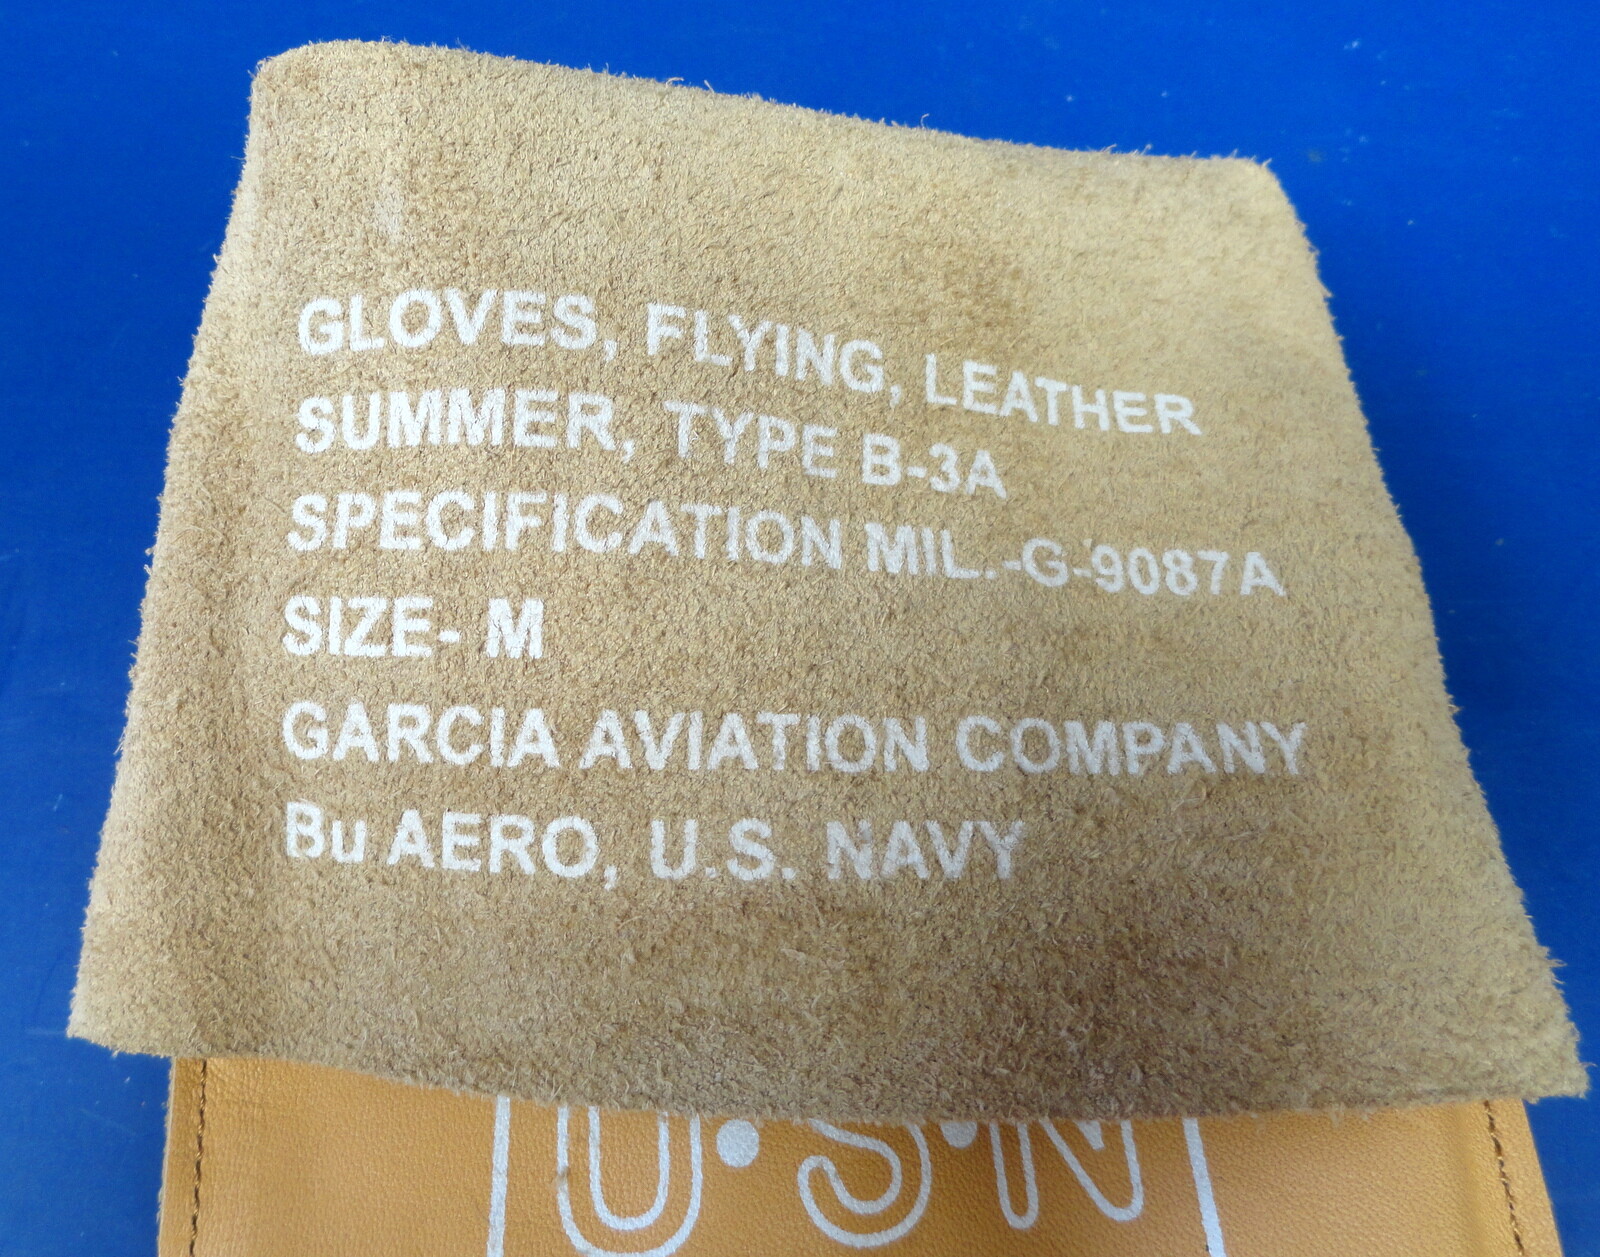 GLOVES, FLYING, LEATHER
SUMMER, TYPE B-3A
SPECIFICATION MIL.-G-9087A
SIZE- M
GARCIA AVIATION COMPANY
Bu AERO, U.S. NAVY
U•S•N